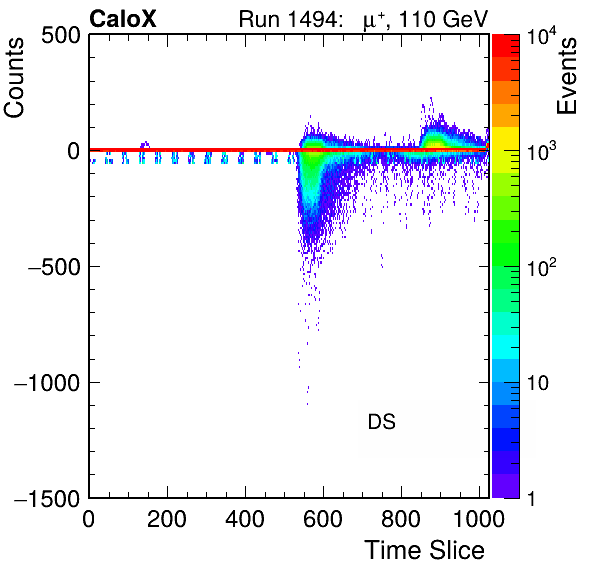 CaloX Run 1494: μ⁺, 110 GeV
Counts
Events
500
0
−500
−1000
−1500
0 200 400 600 800 1000
Time Slice
DS
10⁴
10³
10²
10
1